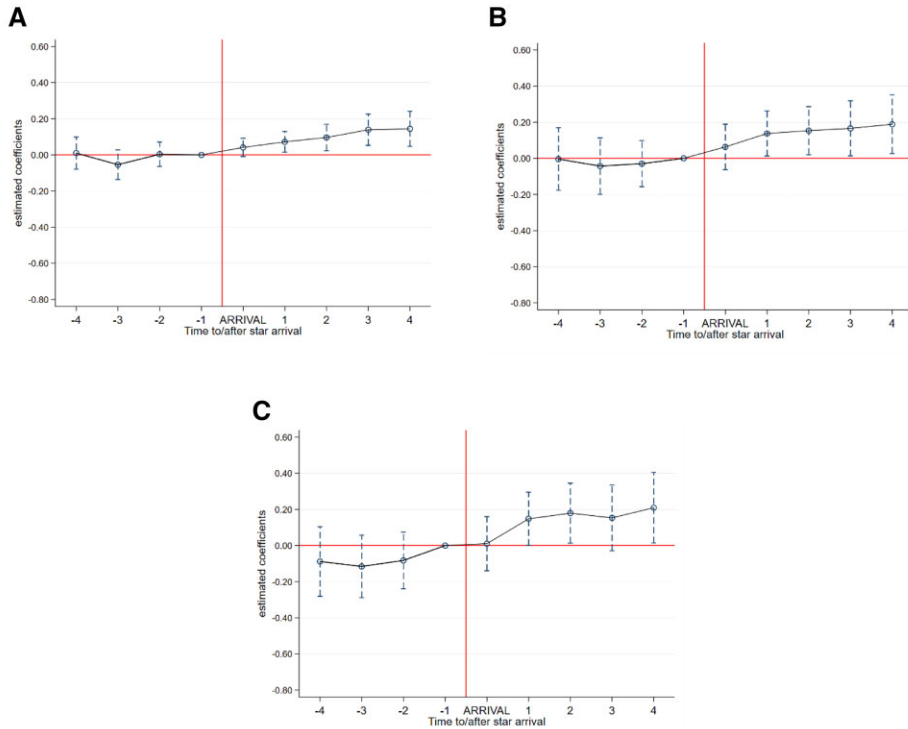 A
estimated coefficients
0.60
0.40
0.20
0.00
-0.20
-0.40
-0.60
-0.80
-4 -3 -2 -1 ARRIVAL 1 2 3 4
Time to/after star arrival
B
estimated coefficients
0.60
0.40
0.20
0.00
-0.20
-0.40
-0.60
-0.80
-4 -3 -2 -1 ARRIVAL 1 2 3 4
Time to/after star arrival
C
estimated coefficients
0.60
0.40
0.20
0.00
-0.20
-0.40
-0.60
-0.80
-4 -3 -2 -1 ARRIVAL 1 2 3 4
Time to/after star arrival